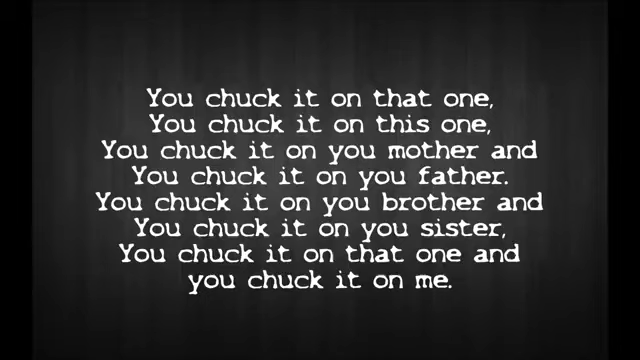 You chuck it on that one,
You chuck it on this one,
You chuck it on you mother and
You chuck it on you father.
You chuck it on you brother and
You chuck it on you sister,
You chuck it on that one and
you chuck it on me.